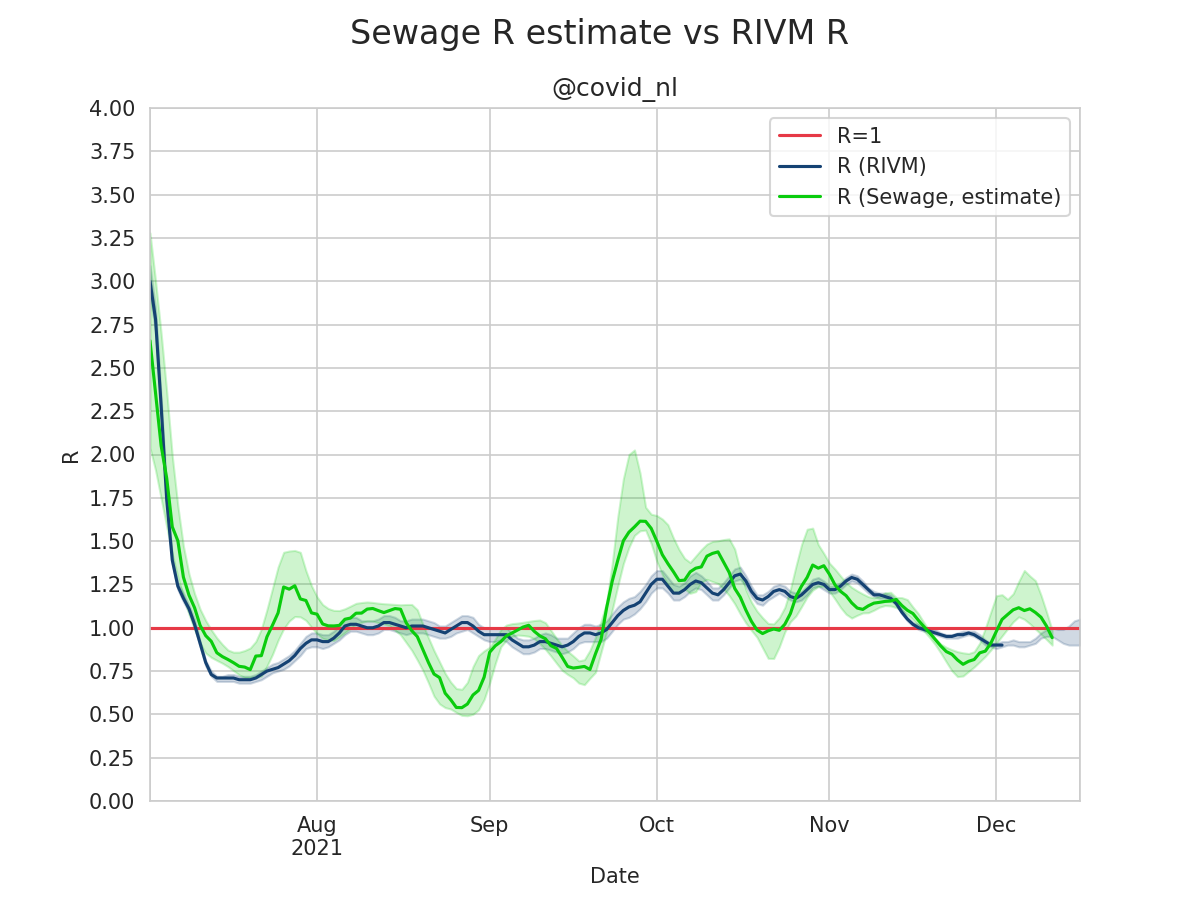 Sewage R estimate vs RIVM R
@covid_nl
4.00
3.75
3.50
3.25
3.00
2.75
2.50
2.25
2.00
1.75
1.50
1.25
1.00
0.75
0.50
0.25
0.00
R
R=1
R (RIVM)
R (Sewage, estimate)
Aug
2021
Sep
Oct
Nov
Dec
Date